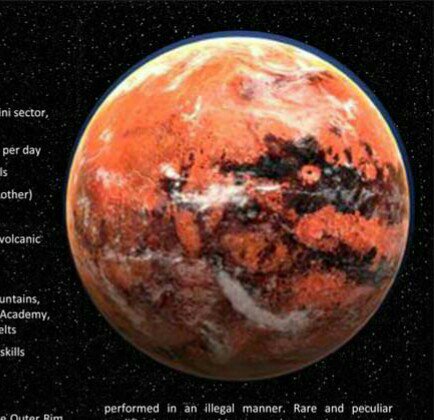 ini sector,
per day
ls
other)
volcanic
untains,
Academy,
elts
skills
e Outer Rim
performed in an illegal manner. Rare and peculiar